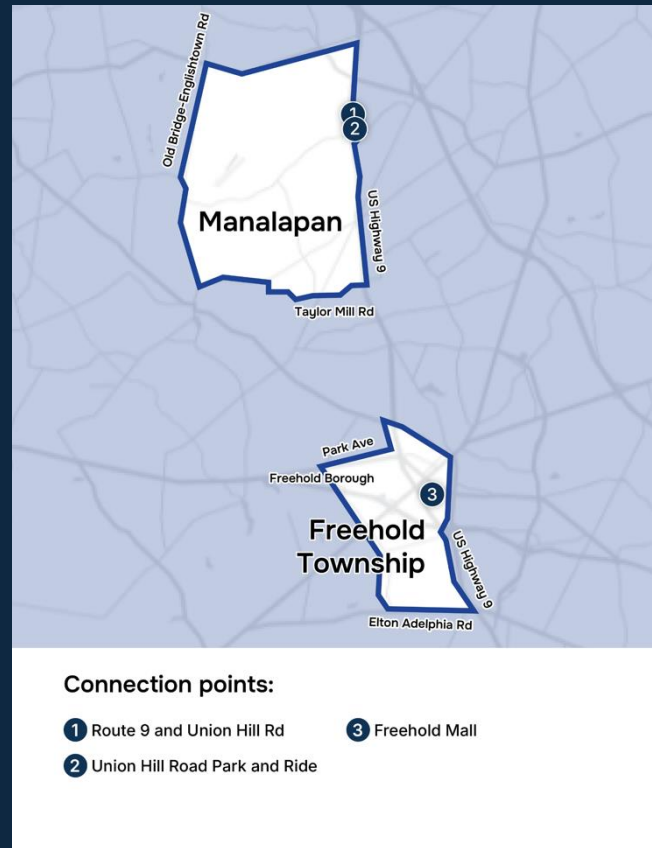 Old Bridge-Englishtown Rd
1
2
Manalapan
US Highway 9
Taylor Mill Rd
Park Ave
Freehold Borough
3
Freehold
Township
US Highway 9
Elton Adelphia Rd
Connection points:
1 Route 9 and Union Hill Rd
3 Freehold Mall
2 Union Hill Road Park and Ride